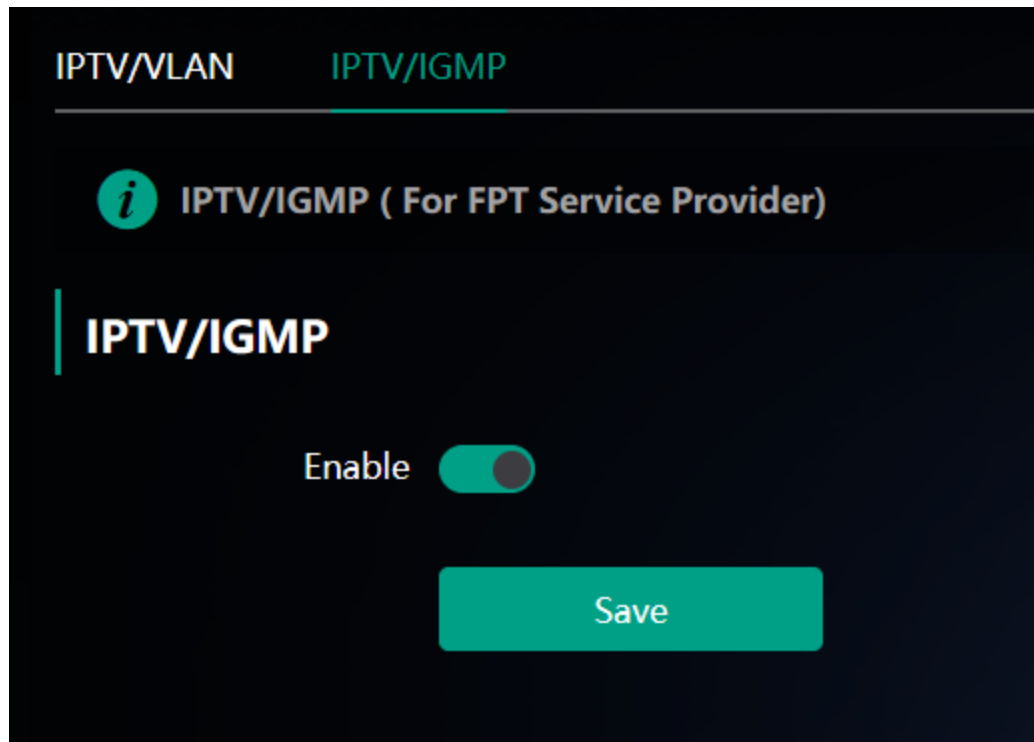 IPTV/VLAN IPTV/IGMP
i IPTV/IGMP ( For FPT Service Provider)
IPTV/IGMP
Enable
Save